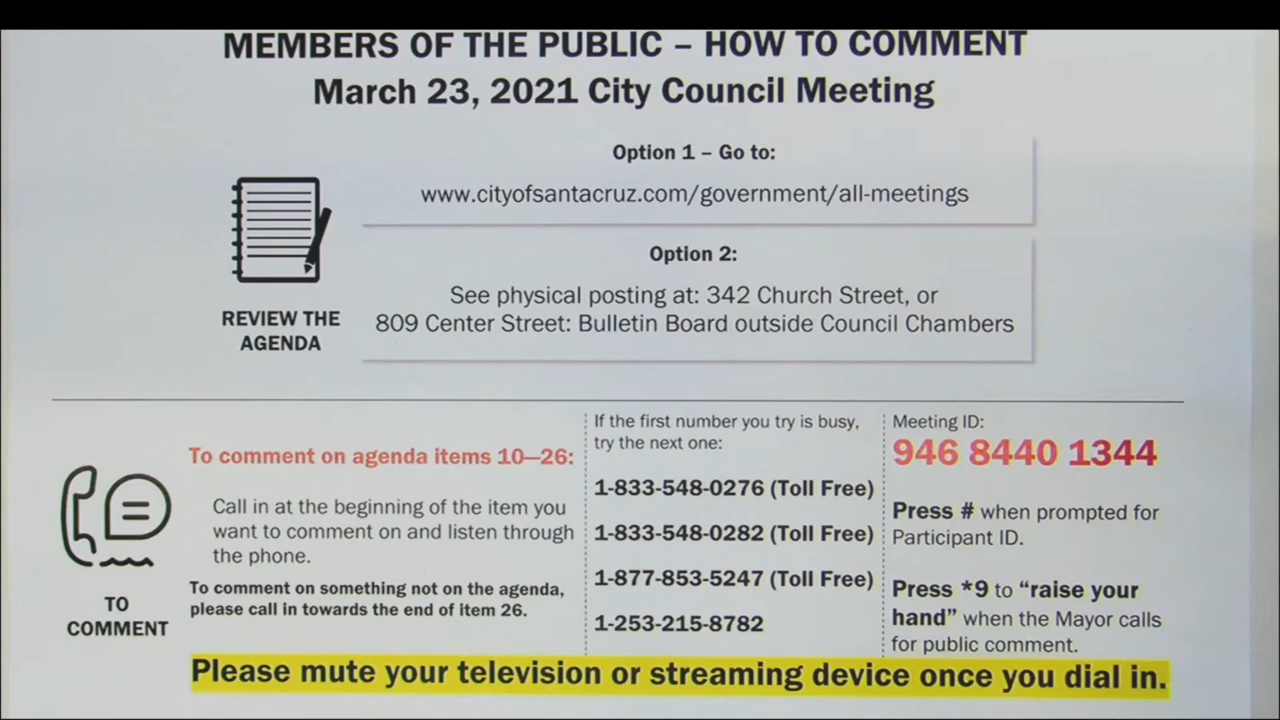 MEMBERS OF THE PUBLIC – HOW TO COMMENT
March 23, 2021 City Council Meeting
Option 1 – Go to:
www.cityofsantacruz.com/government/all-meetings
Option 2:
See physical posting at: 342 Church Street, or
809 Center Street: Bulletin Board outside Council Chambers
REVIEW THE
AGENDA
To comment on agenda items 10—26:
Call in at the beginning of the item you
want to comment on and listen through
the phone.
To comment on something not on the agenda,
please call in towards the end of item 26.
TO
COMMENT
If the first number you try is busy,
try the next one:
1-833-548-0276 (Toll Free)
1-833-548-0282 (Toll Free)
1-877-853-5247 (Toll Free)
1-253-215-8782
Meeting ID:
946 8440 1344
Press # when prompted for
Participant ID.
Press *9 to “raise your
hand” when the Mayor calls
for public comment.
Please mute your television or streaming device once you dial in.